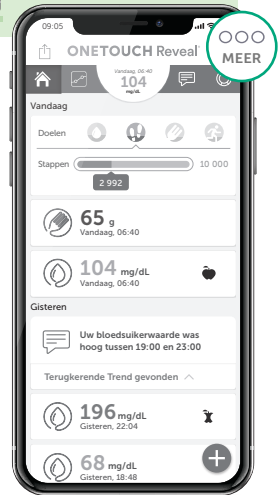 09:05
MEER
ONETOUCH Reveal
Vandaag, 06:40
104
mg/dL
Vandaag
Doelen
Stappen
10 000
2 992
65 g
Vandaag, 06:40
104 mg/dL
Vandaag, 06:40
Gisteren
Uw bloedsuikerwaarde was
hoog tussen 19:00 en 23:00
Terugkerende Trend gevonden
196 mg/dL
Gisteren, 22:04
68 mg/dL
Gisteren, 18:48